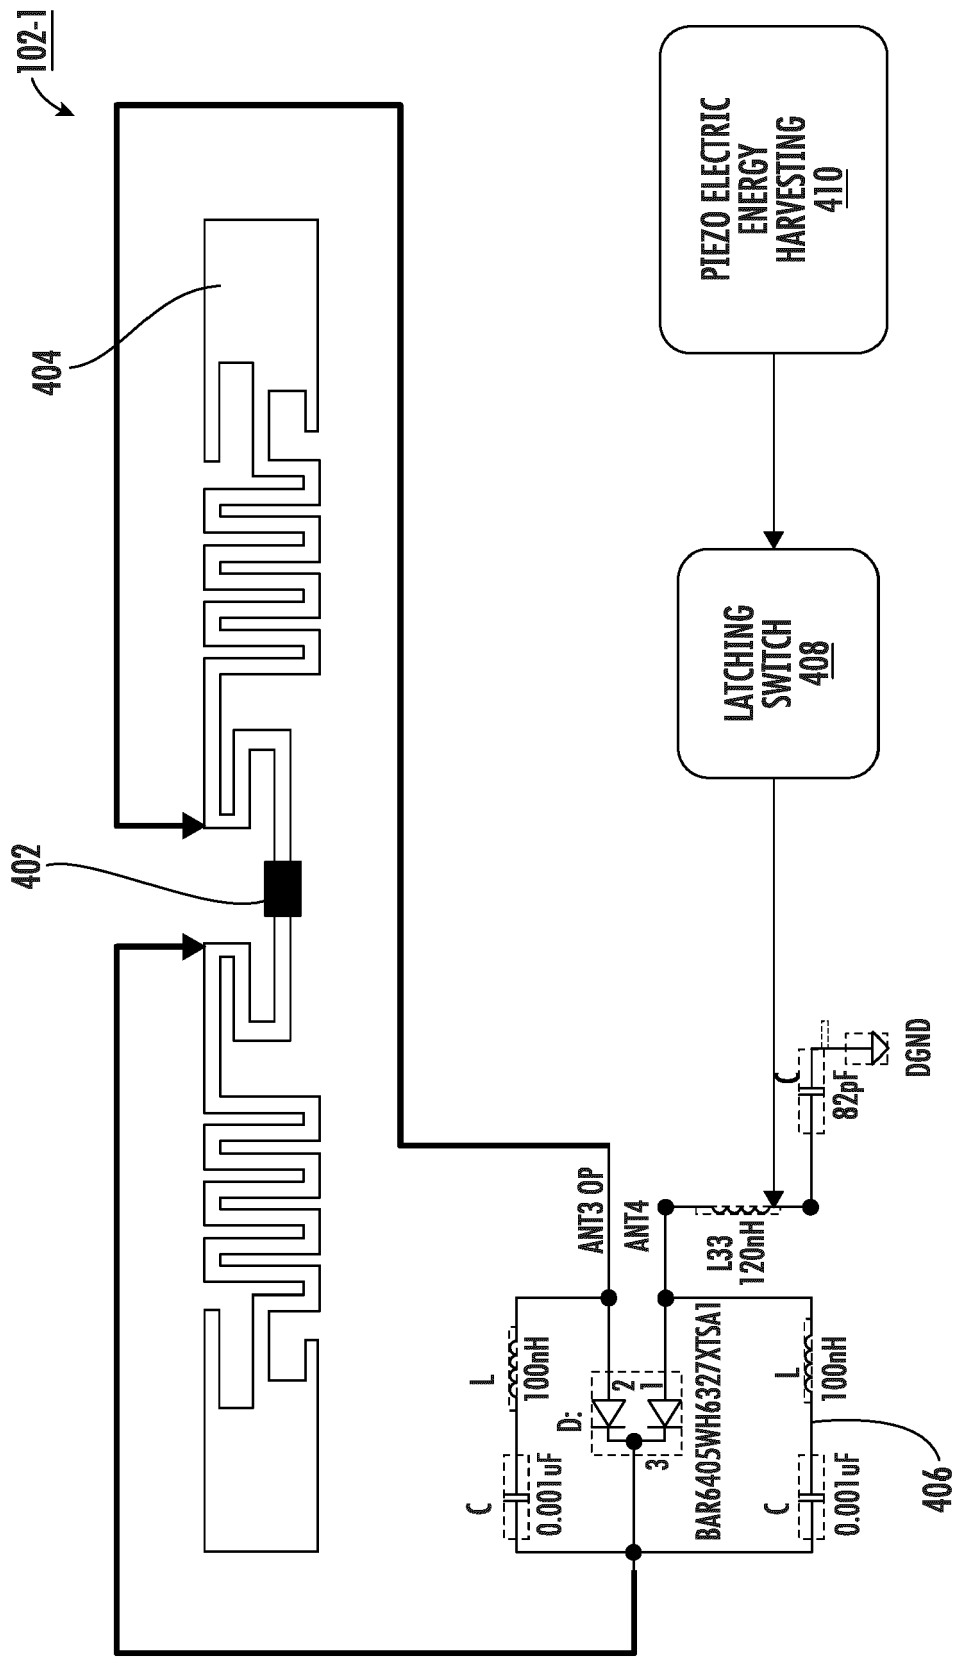 102-1
404
402
PIEZO ELECTRIC
ENERGY
HARVESTING
410
LATCHING
SWITCH
408
ANT3 OP
ANT4
L33
120nH
82pF
DGND
L
100nH
C
0.001uF
D:
2
1
3
BAR6405WH6327XTSA1
L
100nH
C
0.001uF
406